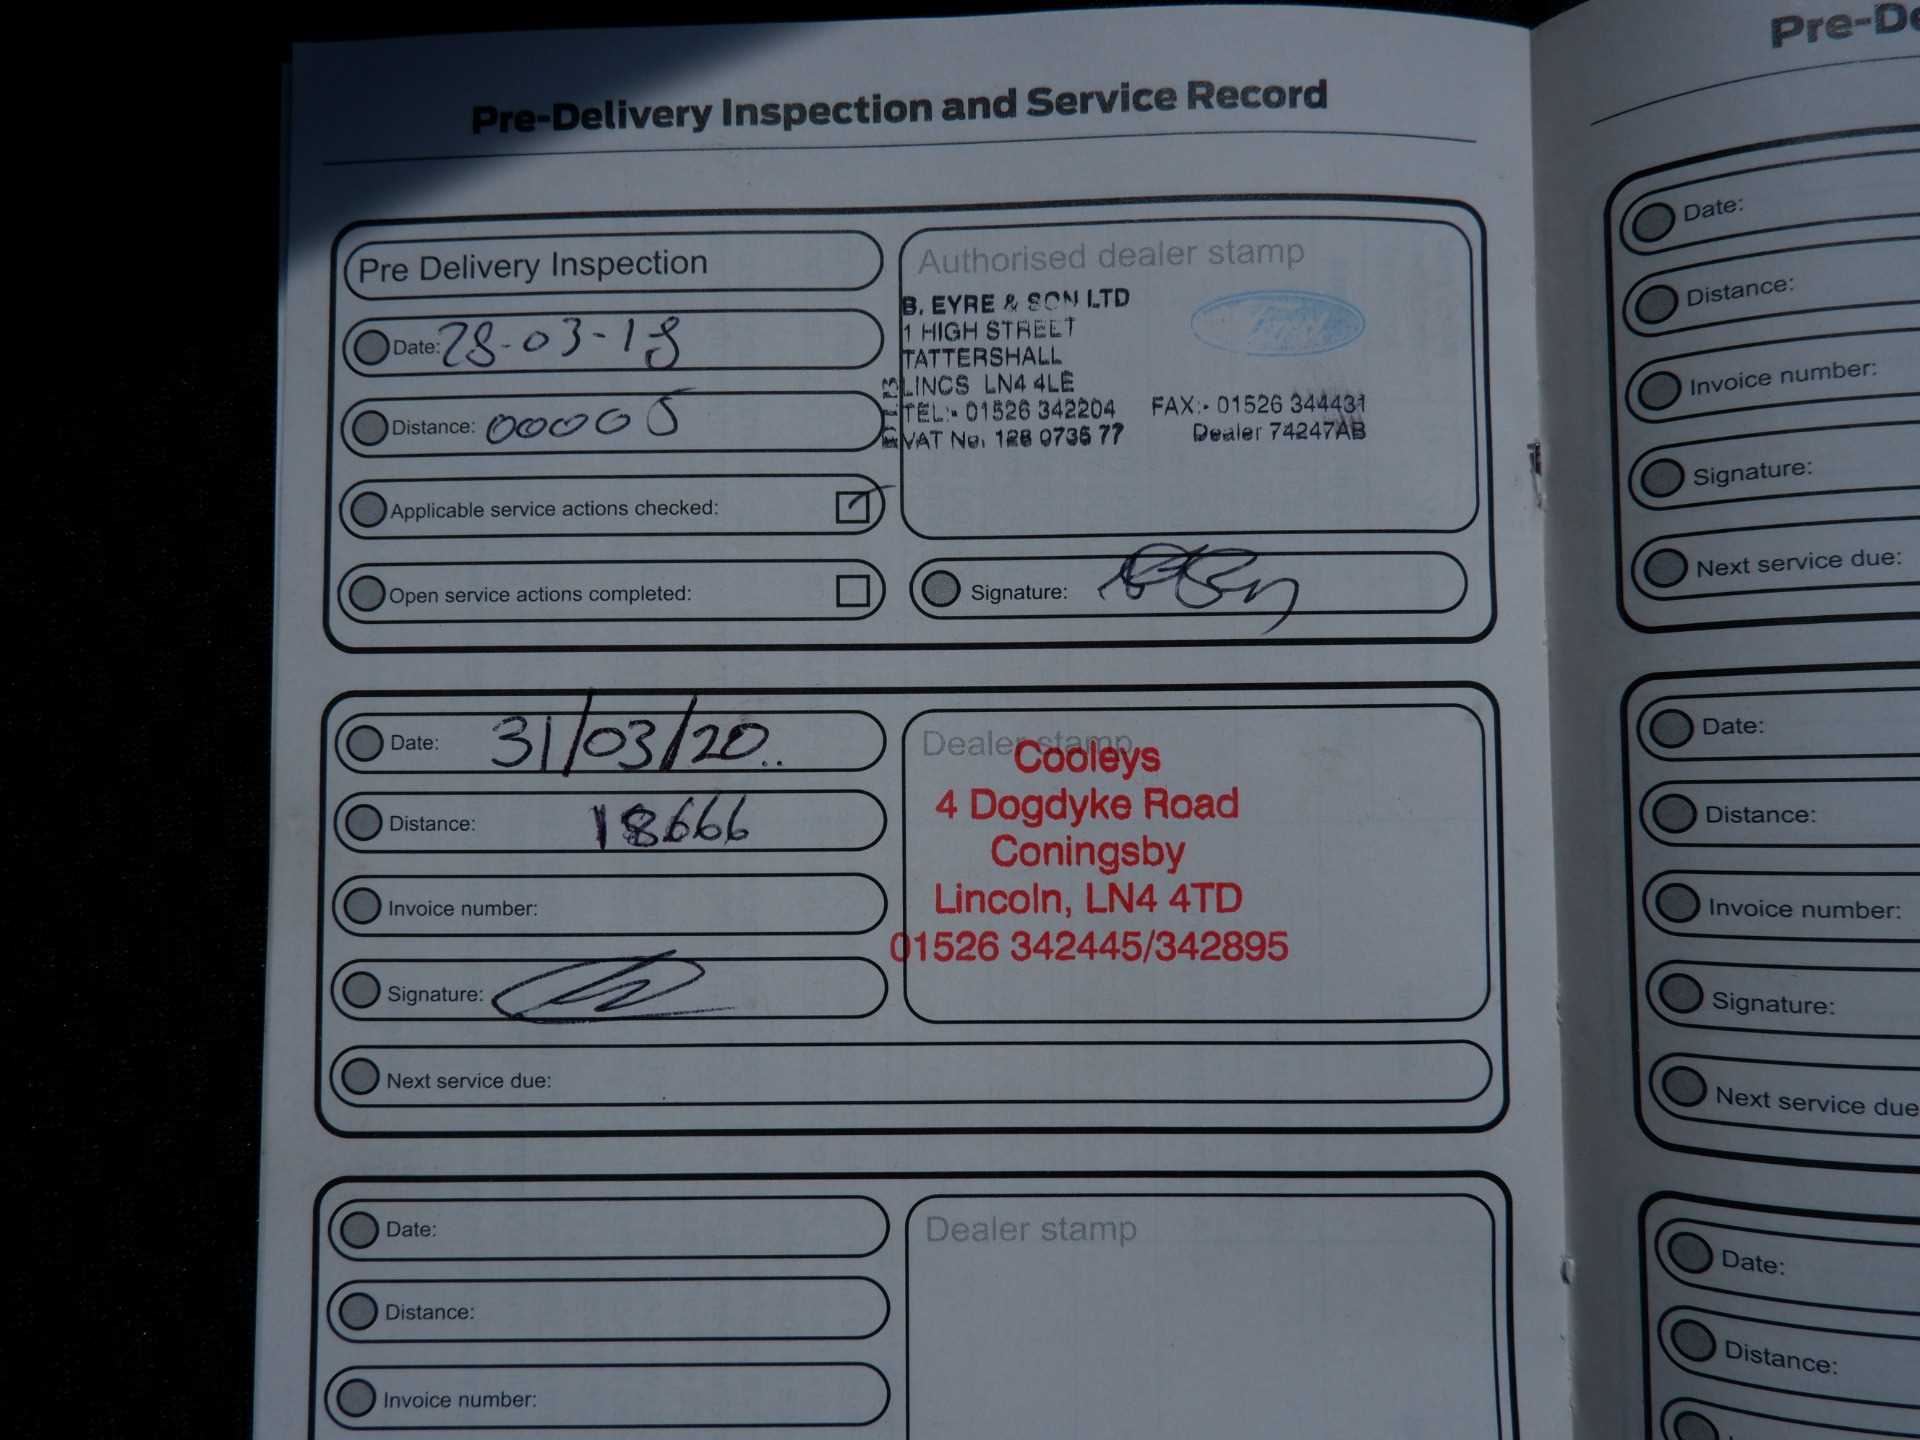 Pre-Delivery Inspection and Service Record
Pre Delivery Inspection
Date: 28-03-18
Distance: 00005
Applicable service actions checked:
Open service actions completed:
Authorised dealer stamp
Ford
B. EYRE & SON LTD
1 HIGH STREET
TATTERSHALL
LINCS LN4 4LE
TEL:- 01526 342204 FAX:- 01526 344431
VAT No. 128 0736 77 Dealer 74247AB
Signature:
Date: 31/03/20..
Distance: 18666
Invoice number:
Signature:
Next service due:
Dealer stamp
Cooleys
4 Dogdyke Road
Coningsby
Lincoln, LN4 4TD
01526 342445/342895
Date:
Distance:
Invoice number:
Dealer stamp
Pre-De
Date:
Distance:
Invoice number:
Signature:
Next service due:
Date:
Distance:
Invoice number:
Signature:
Next service due
Date:
Distance: